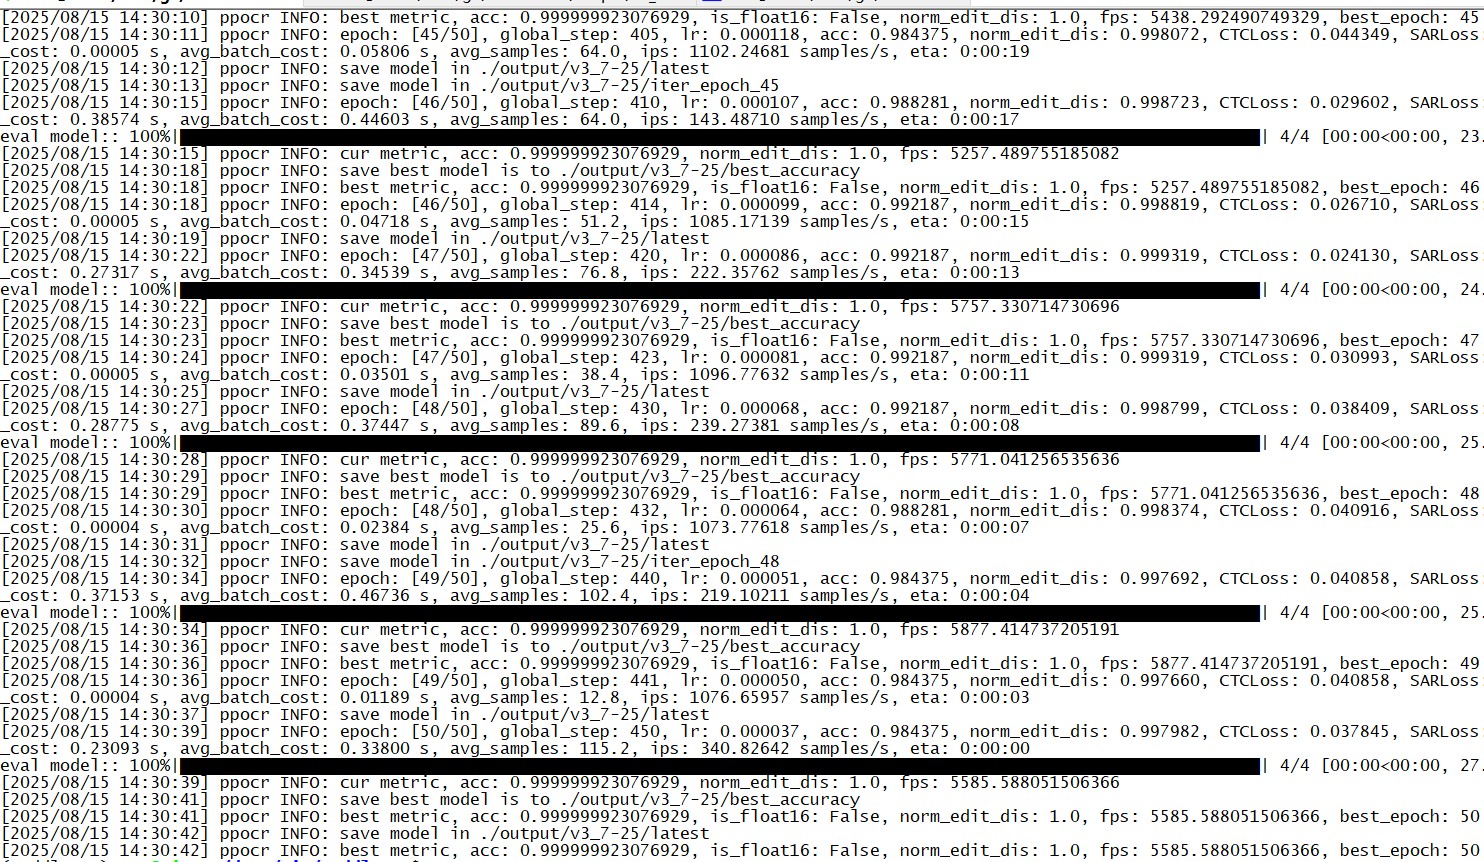 [2025/08/15 14:30:10] ppocr INFO: best metric, acc: 0.999999923076929, is_float16: False, norm_edit_dis: 1.0, fps: 5438.292490749329, best_epoch: 45
[2025/08/15 14:30:11] ppocr INFO: epoch: [45/50], global_step: 405, lr: 0.000118, acc: 0.984375, norm_edit_dis: 0.998072, CTCLoss: 0.044349, SARLoss
_cost: 0.00005 s, avg_batch_cost: 0.05806 s, avg_samples: 64.0, ips: 1102.24681 samples/s, eta: 0:00:19
[2025/08/15 14:30:12] ppocr INFO: save model in ./output/v3_7-25/latest
[2025/08/15 14:30:13] ppocr INFO: save model in ./output/v3_7-25/iter_epoch_45
[2025/08/15 14:30:15] ppocr INFO: epoch: [46/50], global_step: 410, lr: 0.000107, acc: 0.988281, norm_edit_dis: 0.998723, CTCLoss: 0.029602, SARLoss
_cost: 0.38574 s, avg_batch_cost: 0.44603 s, avg_samples: 64.0, ips: 143.48710 samples/s, eta: 0:00:17
eval model:: 100%| | 4/4 [00:00<00:00, 23.
[2025/08/15 14:30:15] ppocr INFO: cur metric, acc: 0.999999923076929, norm_edit_dis: 1.0, fps: 5257.489755185082
[2025/08/15 14:30:18] ppocr INFO: save best model is to ./output/v3_7-25/best_accuracy
[2025/08/15 14:30:18] ppocr INFO: best metric, acc: 0.999999923076929, is_float16: False, norm_edit_dis: 1.0, fps: 5257.489755185082, best_epoch: 46
[2025/08/15 14:30:18] ppocr INFO: epoch: [46/50], global_step: 414, lr: 0.000099, acc: 0.992187, norm_edit_dis: 0.998819, CTCLoss: 0.026710, SARLoss
_cost: 0.00005 s, avg_batch_cost: 0.04718 s, avg_samples: 51.2, ips: 1085.17139 samples/s, eta: 0:00:15
[2025/08/15 14:30:19] ppocr INFO: save model in ./output/v3_7-25/latest
[2025/08/15 14:30:22] ppocr INFO: epoch: [47/50], global_step: 420, lr: 0.000086, acc: 0.992187, norm_edit_dis: 0.999319, CTCLoss: 0.024130, SARLoss
_cost: 0.27317 s, avg_batch_cost: 0.34539 s, avg_samples: 76.8, ips: 222.35762 samples/s, eta: 0:00:13
eval model:: 100%| | 4/4 [00:00<00:00, 24.
[2025/08/15 14:30:22] ppocr INFO: cur metric, acc: 0.999999923076929, norm_edit_dis: 1.0, fps: 5757.330714730696
[2025/08/15 14:30:23] ppocr INFO: save best model is to ./output/v3_7-25/best_accuracy
[2025/08/15 14:30:23] ppocr INFO: best metric, acc: 0.999999923076929, is_float16: False, norm_edit_dis: 1.0, fps: 5757.330714730696, best_epoch: 47
[2025/08/15 14:30:24] ppocr INFO: epoch: [47/50], global_step: 423, lr: 0.000081, acc: 0.992187, norm_edit_dis: 0.999319, CTCLoss: 0.030993, SARLoss
_cost: 0.00005 s, avg_batch_cost: 0.03501 s, avg_samples: 38.4, ips: 1096.77632 samples/s, eta: 0:00:11
[2025/08/15 14:30:25] ppocr INFO: save model in ./output/v3_7-25/latest
[2025/08/15 14:30:27] ppocr INFO: epoch: [48/50], global_step: 430, lr: 0.000068, acc: 0.992187, norm_edit_dis: 0.998799, CTCLoss: 0.038409, SARLoss
_cost: 0.28775 s, avg_batch_cost: 0.37447 s, avg_samples: 89.6, ips: 239.27381 samples/s, eta: 0:00:08
eval model:: 100%| | 4/4 [00:00<00:00, 25.
[2025/08/15 14:30:28] ppocr INFO: cur metric, acc: 0.999999923076929, norm_edit_dis: 1.0, fps: 5771.041256535636
[2025/08/15 14:30:29] ppocr INFO: save best model is to ./output/v3_7-25/best_accuracy
[2025/08/15 14:30:29] ppocr INFO: best metric, acc: 0.999999923076929, is_float16: False, norm_edit_dis: 1.0, fps: 5771.041256535636, best_epoch: 48
[2025/08/15 14:30:30] ppocr INFO: epoch: [48/50], global_step: 432, lr: 0.000064, acc: 0.988281, norm_edit_dis: 0.998374, CTCLoss: 0.040916, SARLoss
_cost: 0.00004 s, avg_batch_cost: 0.02384 s, avg_samples: 25.6, ips: 1073.77618 samples/s, eta: 0:00:07
[2025/08/15 14:30:31] ppocr INFO: save model in ./output/v3_7-25/latest
[2025/08/15 14:30:32] ppocr INFO: save model in ./output/v3_7-25/iter_epoch_48
[2025/08/15 14:30:34] ppocr INFO: epoch: [49/50], global_step: 440, lr: 0.000051, acc: 0.984375, norm_edit_dis: 0.997692, CTCLoss: 0.040858, SARLoss
_cost: 0.37153 s, avg_batch_cost: 0.46736 s, avg_samples: 102.4, ips: 219.10211 samples/s, eta: 0:00:04
eval model:: 100%| | 4/4 [00:00<00:00, 25.
[2025/08/15 14:30:34] ppocr INFO: cur metric, acc: 0.999999923076929, norm_edit_dis: 1.0, fps: 5877.414737205191
[2025/08/15 14:30:36] ppocr INFO: save best model is to ./output/v3_7-25/best_accuracy
[2025/08/15 14:30:36] ppocr INFO: best metric, acc: 0.999999923076929, is_float16: False, norm_edit_dis: 1.0, fps: 5877.414737205191, best_epoch: 49
[2025/08/15 14:30:36] ppocr INFO: epoch: [49/50], global_step: 441, lr: 0.000050, acc: 0.984375, norm_edit_dis: 0.997660, CTCLoss: 0.040858, SARLoss
_cost: 0.00004 s, avg_batch_cost: 0.01189 s, avg_samples: 12.8, ips: 1076.65957 samples/s, eta: 0:00:03
[2025/08/15 14:30:37] ppocr INFO: save model in ./output/v3_7-25/latest
[2025/08/15 14:30:39] ppocr INFO: epoch: [50/50], global_step: 450, lr: 0.000037, acc: 0.984375, norm_edit_dis: 0.997982, CTCLoss: 0.037845, SARLoss
_cost: 0.23093 s, avg_batch_cost: 0.33800 s, avg_samples: 115.2, ips: 340.82642 samples/s, eta: 0:00:00
eval model:: 100%| | 4/4 [00:00<00:00, 27.
[2025/08/15 14:30:39] ppocr INFO: cur metric, acc: 0.999999923076929, norm_edit_dis: 1.0, fps: 5585.588051506366
[2025/08/15 14:30:41] ppocr INFO: save best model is to ./output/v3_7-25/best_accuracy
[2025/08/15 14:30:41] ppocr INFO: best metric, acc: 0.999999923076929, is_float16: False, norm_edit_dis: 1.0, fps: 5585.588051506366, best_epoch: 50
[2025/08/15 14:30:42] ppocr INFO: save model in ./output/v3_7-25/latest
[2025/08/15 14:30:42] ppocr INFO: best metric, acc: 0.999999923076929, is_float16: False, norm_edit_dis: 1.0, fps: 5585.588051506366, best_epoch: 50